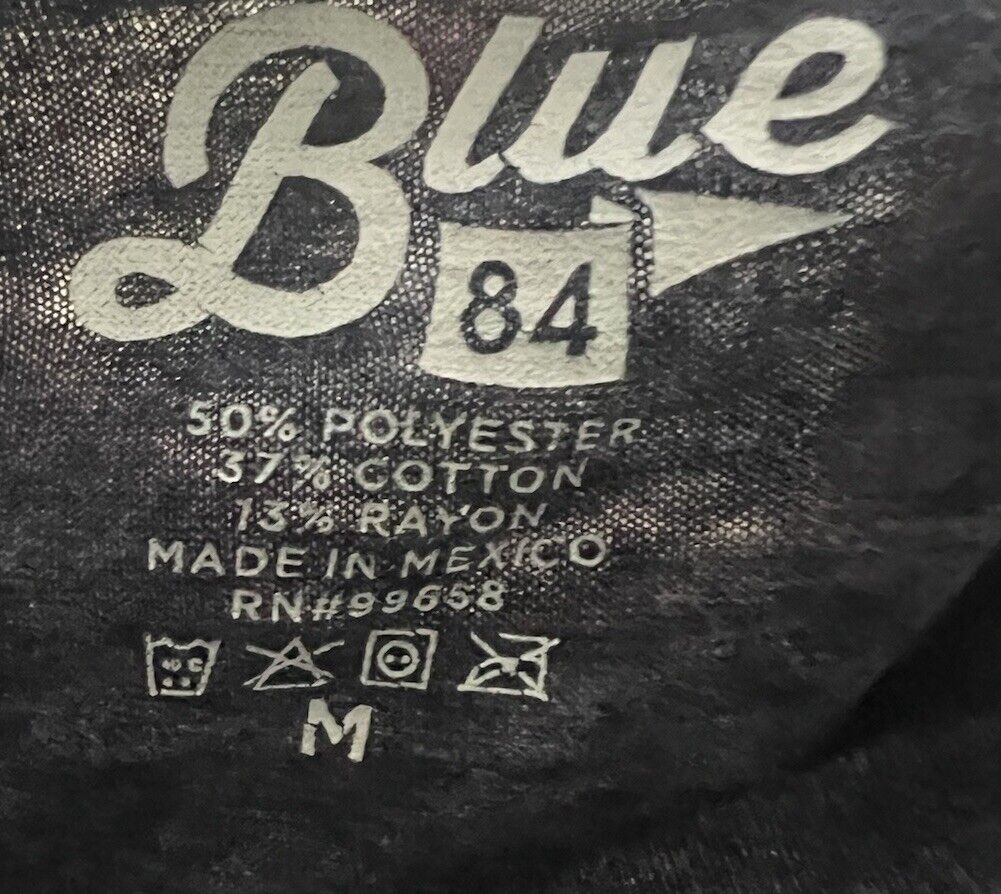 Blue
84
50% POLYESTER
37% COTTON
13% RAYON
MADE IN MEXICO
RN#99658
M